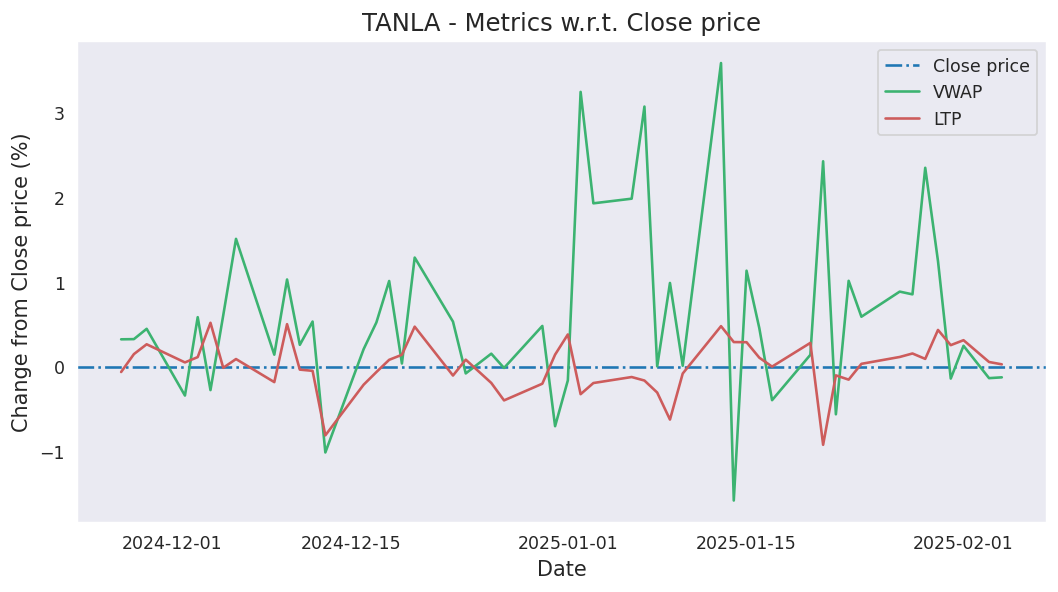 TANLA - Metrics w.r.t. Close price
Close price
VWAP
LTP
Change from Close price (%)
3
2
1
0
−1
2024-12-01
2024-12-15
2025-01-01
2025-01-15
2025-02-01
Date